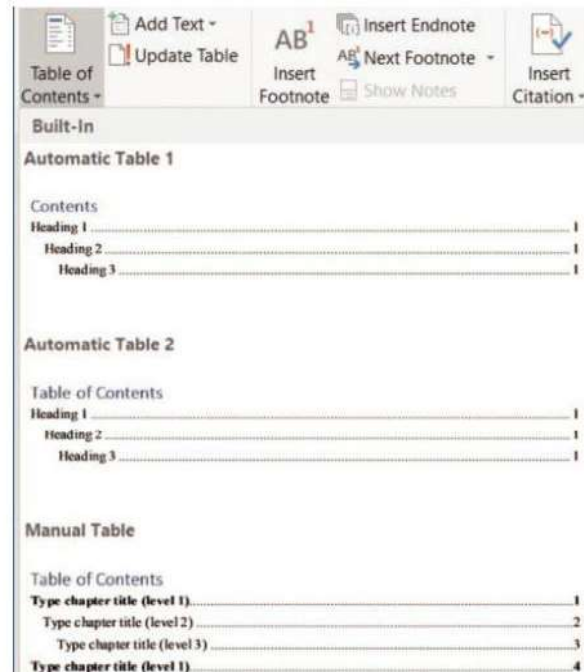 Table of
Contents
Add Text
Update Table
AB1
Insert
Footnote
[i] Insert Endnote
AB1 Next Footnote
Show Notes
(-)
Insert
Citation
Built-In
Automatic Table 1
Contents
Heading 1 ........ 1
Heading 2 ........ 1
Heading 3 ........ 1
Automatic Table 2
Table of Contents
Heading 1 ........ 1
Heading 2 ........ 1
Heading 3 ........ 1
Manual Table
Table of Contents
Type chapter title (level 1) ........ 1
Type chapter title (level 2) ........ 2
Type chapter title (level 3) ........ 3
Type chapter title (level 1) ........ 4